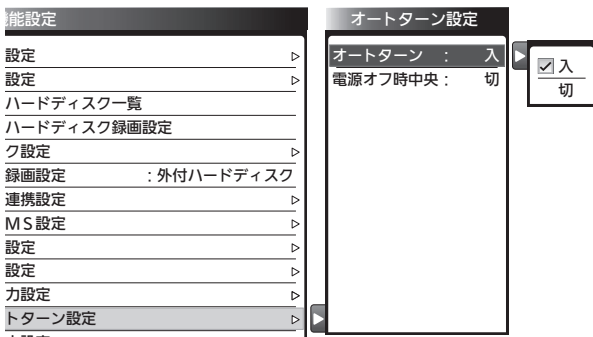 能設定
設定
設定
ハードディスク一覧
ハードディスク録画設定
ク設定
録画設定 :外付ハードディスク
連携設定
MS設定
設定
設定
力設定
トターン設定
オートターン設定
オートターン : 入
電源オフ時中央: 切
入
切